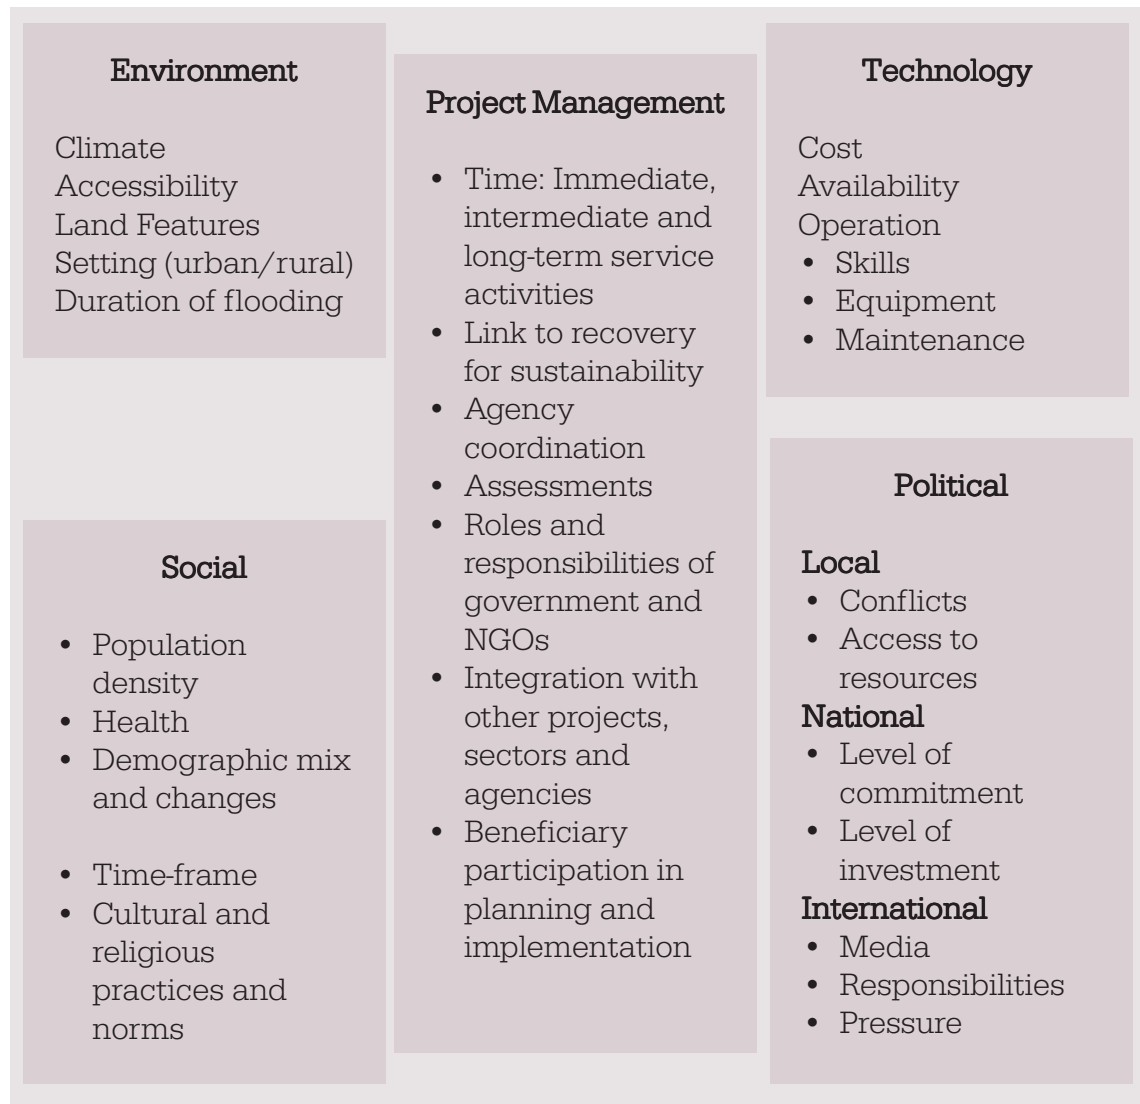 Environment
Climate
Accessibility
Land Features
Setting (urban/rural)
Duration of flooding
Social
• Population
density
• Health
• Demographic mix
and changes
• Time-frame
• Cultural and
religious
practices and
norms
Project Management
• Time: Immediate,
intermediate and
long-term service
activities
• Link to recovery
for sustainability
• Agency
coordination
• Assessments
• Roles and
responsibilities of
government and
NGOs
• Integration with
other projects,
sectors and
agencies
• Beneficiary
participation in
planning and
implementation
Technology
Cost
Availability
Operation
• Skills
• Equipment
• Maintenance
Political
Local
• Conflicts
• Access to
resources
National
• Level of
commitment
• Level of
investment
International
• Media
• Responsibilities
• Pressure